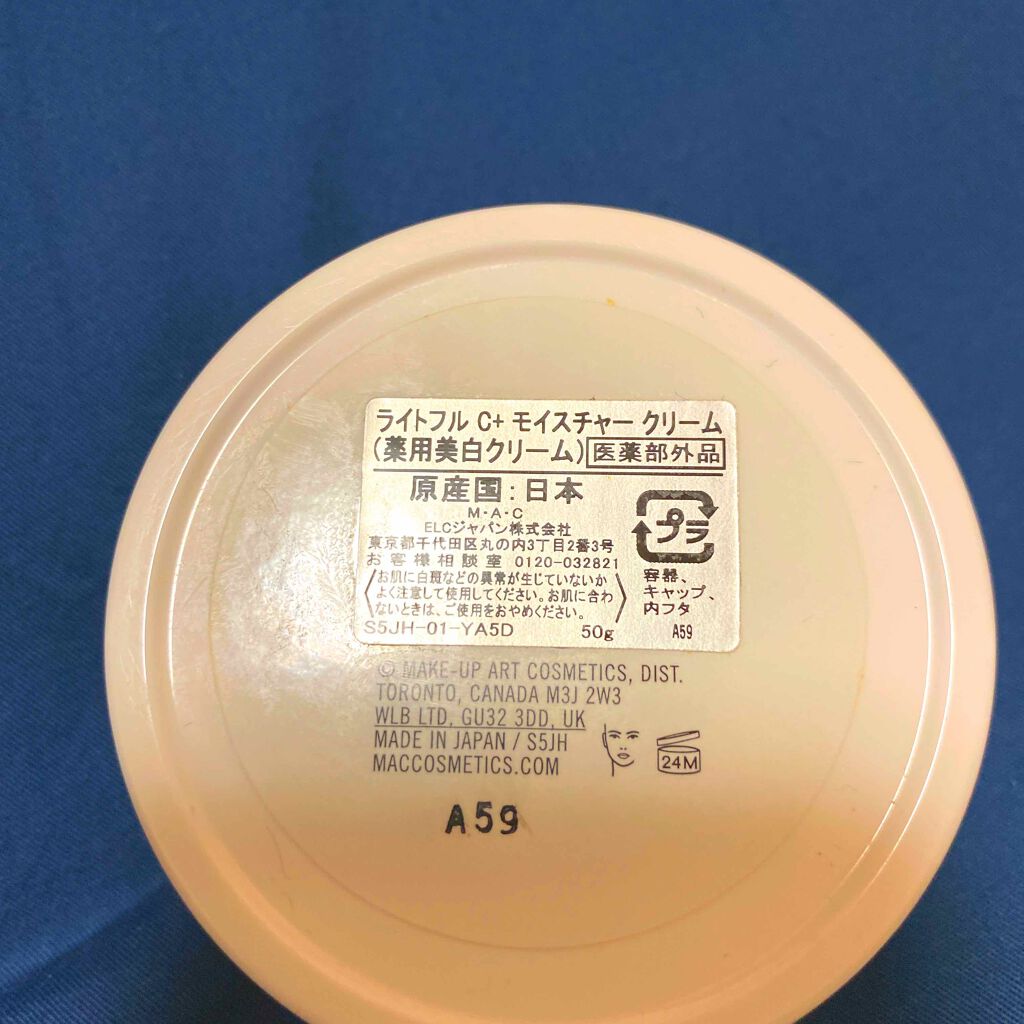 ライトフル C+ モイスチャー クリーム
(薬用美白クリーム) 医薬部外品
原産国:日本
M・A・C
ELCジャパン株式会社
東京都千代田区丸の内3丁目2番3号
お客様相談室 0120-032821
お肌に白斑などの異常が生じていないか
よく注意して使用してください。お肌に合わ
ないときは、ご使用をおやめください。
S5JH-01-YA5D 50g
プラ
容器、
キャップ、
内フタ
A59
© MAKE-UP ART COSMETICS, DIST.
TORONTO, CANADA M3J 2W3
WLB LTD, GU32 3DD, UK
MADE IN JAPAN / S5JH
MACCOSMETICS.COM
24M
A59